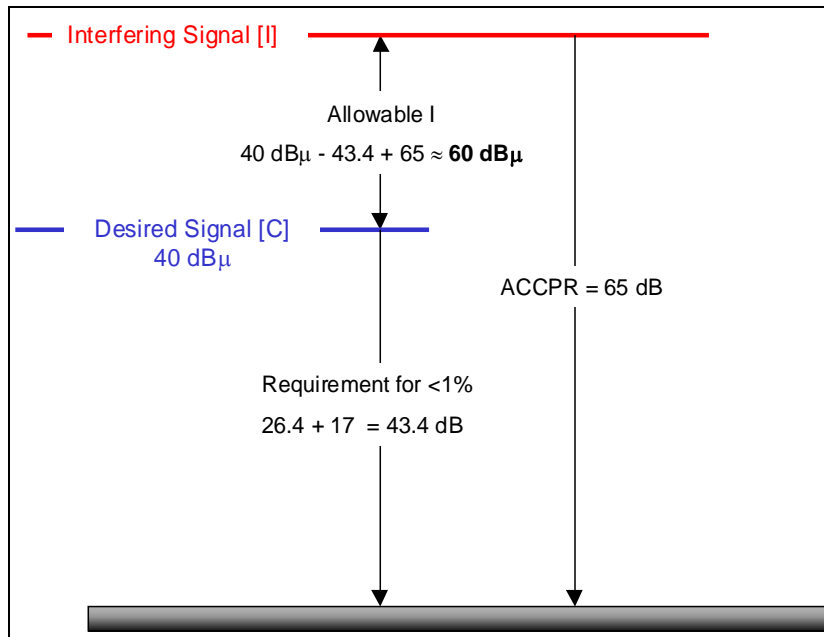 Interfering Signal [I]
Allowable I
40 dBμ - 43.4 + 65 ≈ 60 dBμ
Desired Signal [C]
40 dBμ
ACCPR = 65 dB
Requirement for <1%
26.4 + 17 = 43.4 dB